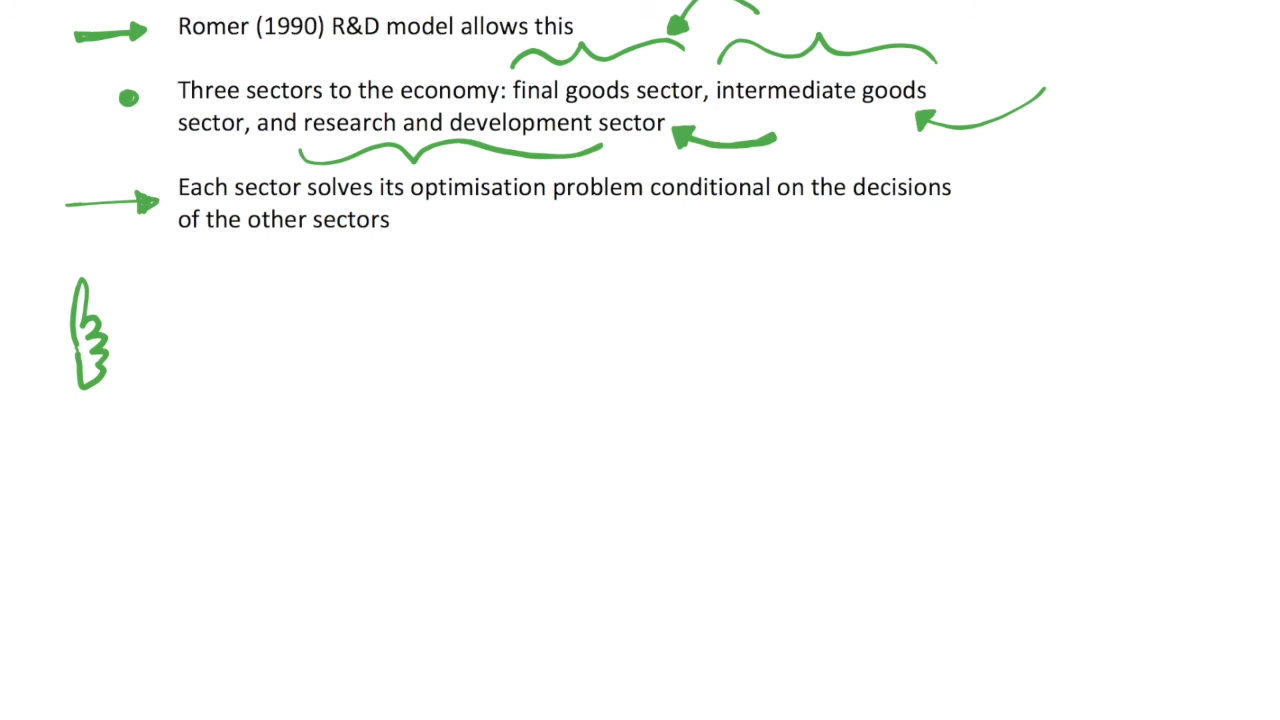 Romer (1990) R&D model allows this
Three sectors to the economy: final goods sector, intermediate goods
sector, and research and development sector
Each sector solves its optimisation problem conditional on the decisions
of the other sectors